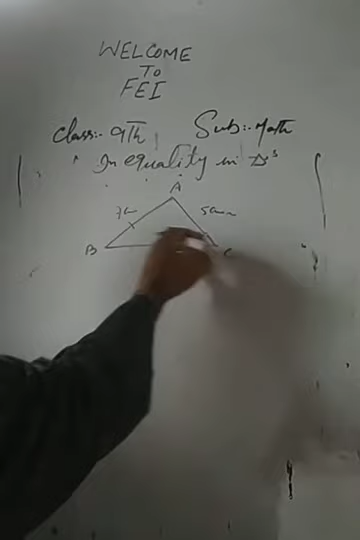 WELCOME
TO
FEI
Class:- 9Th Sub:- Math
Inequality in Δs
A
7cm 5cm
B C